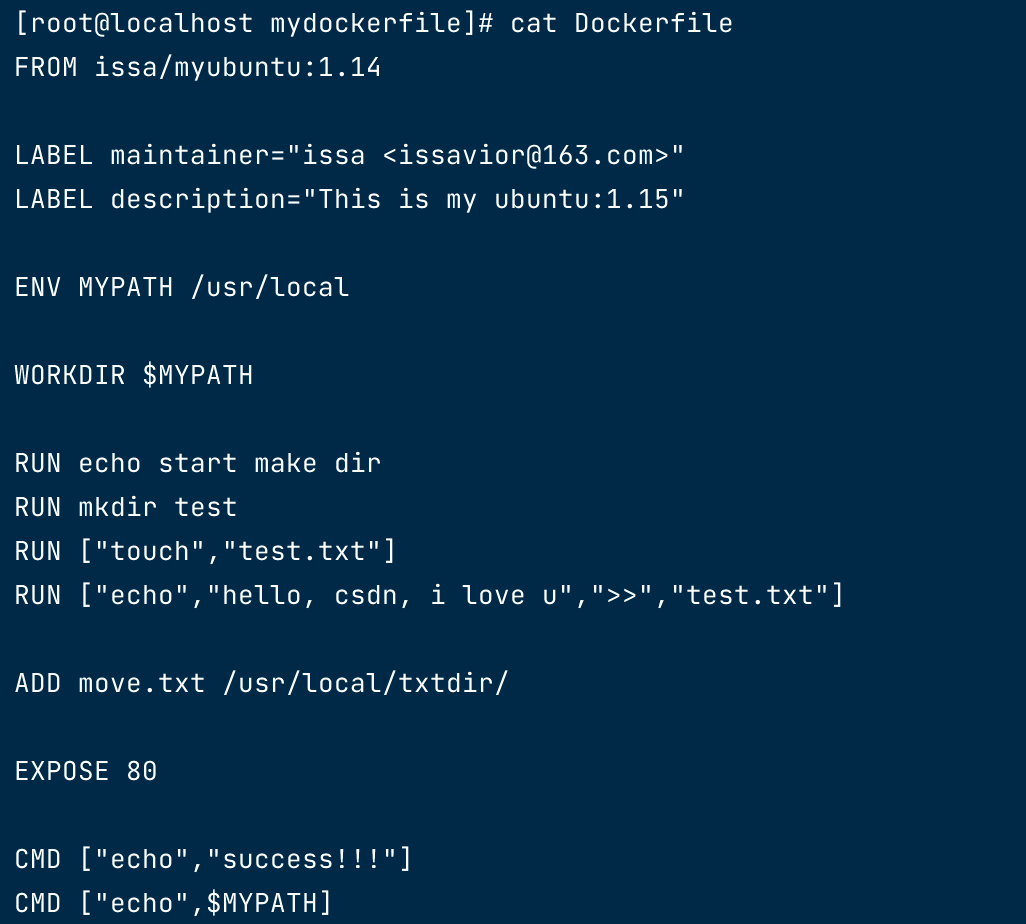 [root@localhost mydockerfile]# cat Dockerfile
FROM issa/myubuntu:1.14
LABEL maintainer="issa <issavior@163.com>"
LABEL description="This is my ubuntu:1.15"
ENV MYPATH /usr/local
WORKDIR $MYPATH
RUN echo start make dir
RUN mkdir test
RUN ["touch","test.txt"]
RUN ["echo","hello, csdn, i love u",">>","test.txt"]
ADD move.txt /usr/local/txtdir/
EXPOSE 80
CMD ["echo","success!!!"]
CMD ["echo",$MYPATH]